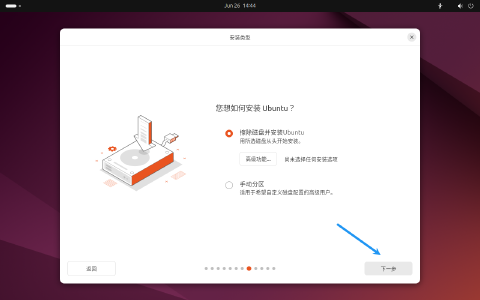 Jun 26 14:44
安装类型
您想如何安装 Ubuntu？
擦除磁盘并安装Ubuntu
用所选磁盘从头开始安装。
高级功能...
尚未选择任何安装选项
手动分区
适用于希望自定义磁盘配置的高级用户。
返回
下一步